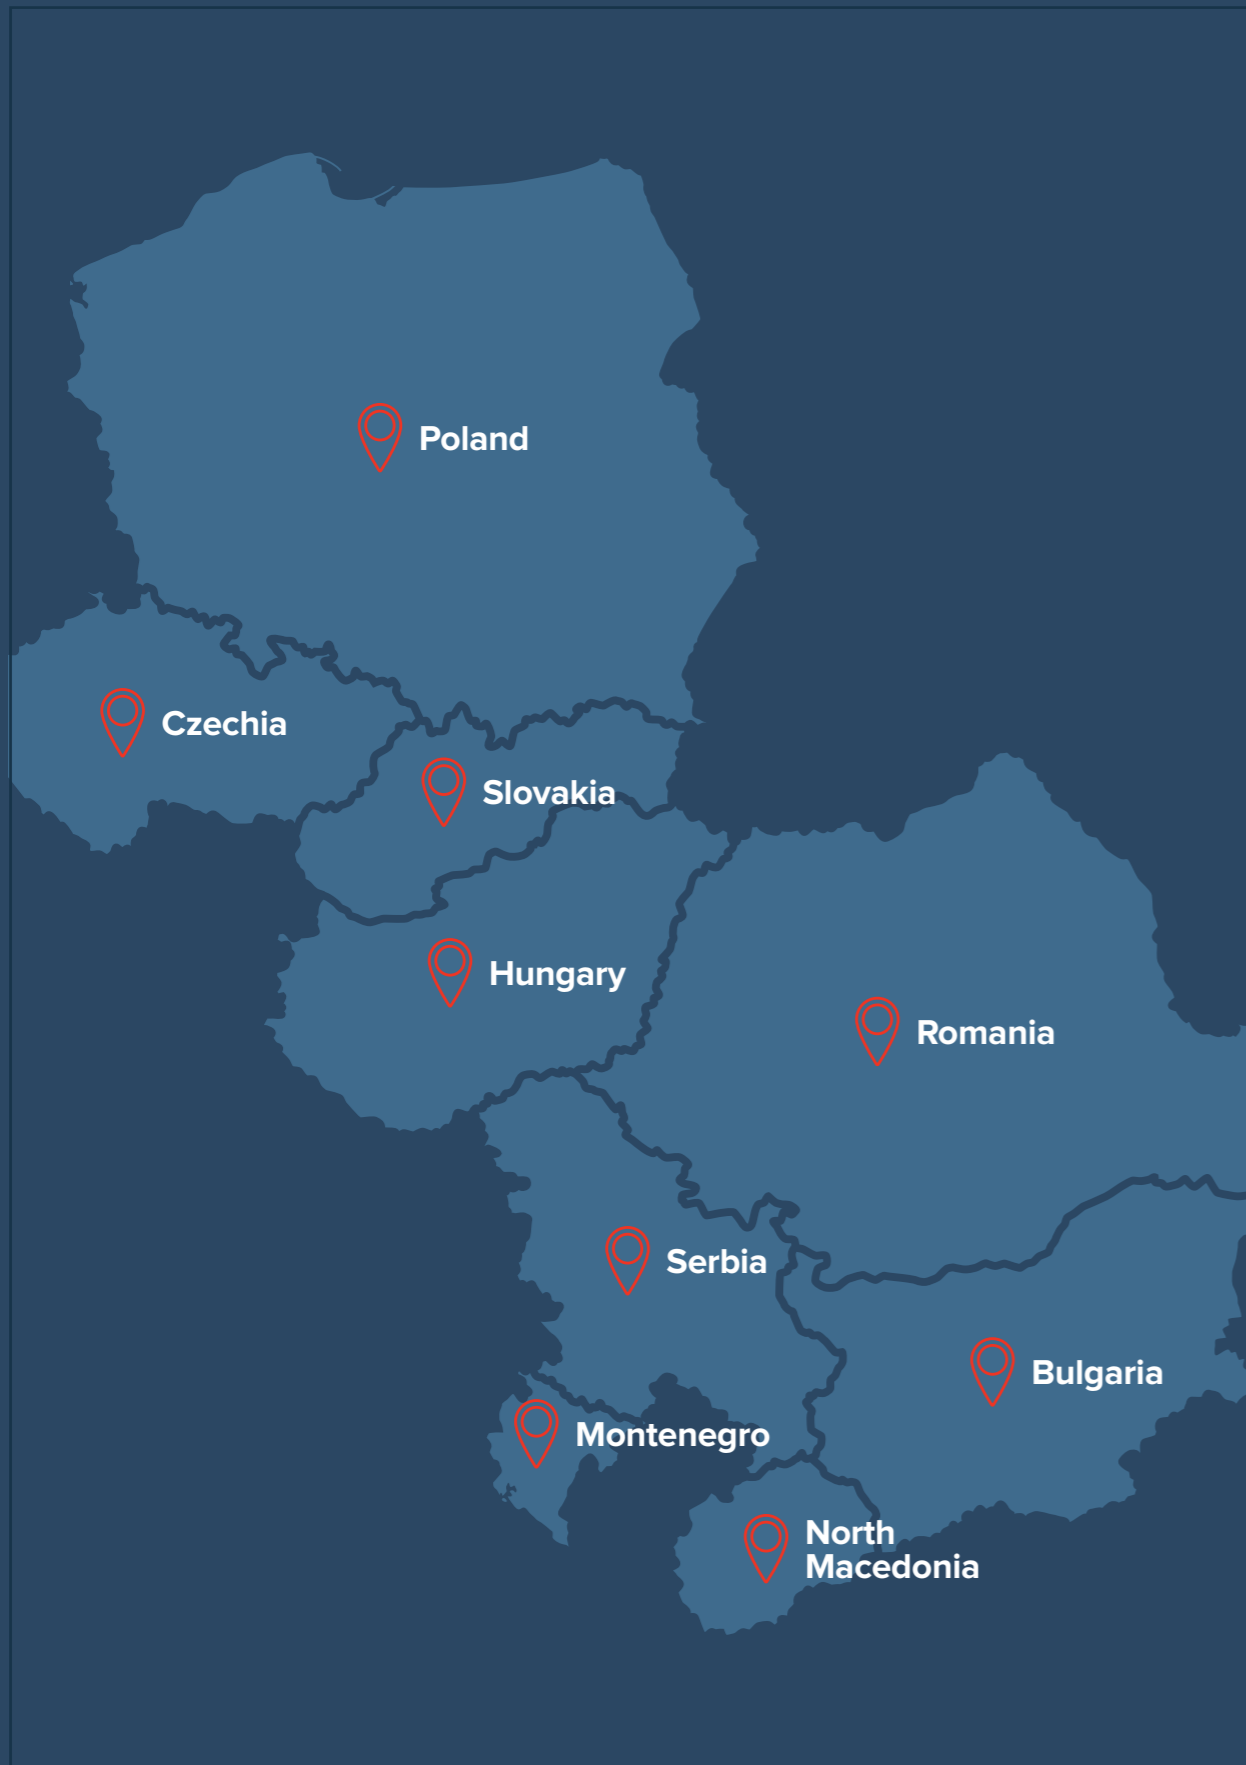 Poland
Czechia
Slovakia
Hungary
Romania
Serbia
Bulgaria
Montenegro
North
Macedonia